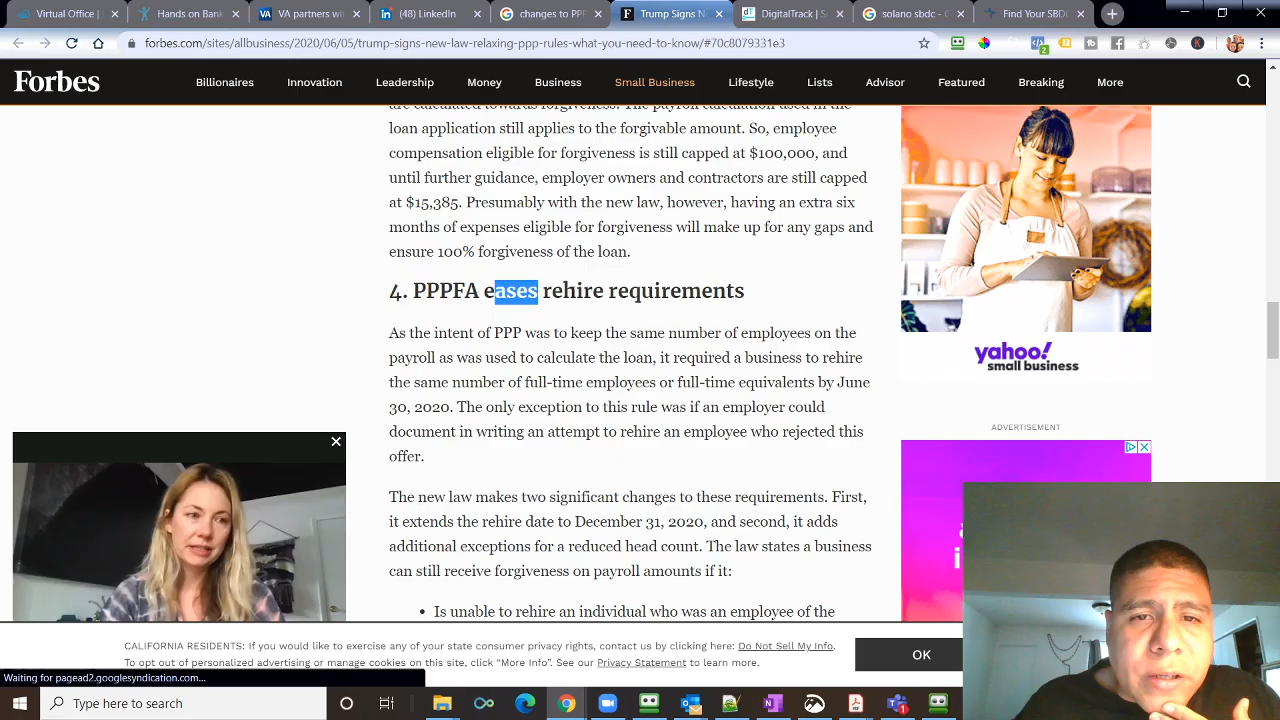 Virtual Office
Hands on Bank
VA
VA partners wit
(48) LinkedIn
changes to PPP
Trump Signs N
dt
DigitalTrack | S
solano sbdc - G
Find Your SBD
forbes.com/sites/allbusiness/2020/06/05/trump-signs-new-law-relaxing-ppp-rules-what-you-need-to-know/#70c8079331e3
2
Forbes
Billionaires Innovation Leadership Money Business Small Business Lifestyle Lists Advisor Featured Breaking More
are calculated towards forgiveness. The payroll calculation used in the
loan application still applies to the forgivable amount. So, employee
compensation eligible for forgiveness is still capped at $100,000, and
until further guidance, employer owners and contractors are still capped
at $15,385. Presumably with the new law, however, having an extra six
months of expenses eligible for forgiveness will make up for any gaps and
ensure 100% forgiveness of the loan.
4. PPPFA eases rehire requirements
As the intent of PPP was to keep the same number of employees on the
payroll as was used to calculate the loan, it required a business to rehire
the same number of full-time employees or full-time equivalents by June
30, 2020. The only exception to this rule was if an employer could
document in writing an attempt to rehire an employee who rejected this
offer.
The new law makes two significant changes to these requirements. First,
it extends the rehire date to December 31, 2020, and second, it adds
additional exceptions for a reduced head count. The law states a business
can still receive forgiveness on payroll amounts if it:
• Is unable to rehire an individual who was an employee of the
yahoo!
small business
ADVERTISEMENT
CALIFORNIA RESIDENTS: If you would like to exercise any of your state consumer privacy rights, contact us by clicking here: Do Not Sell My Info.
To opt out of personalized advertising or manage cookies on this site, click “More Info”. See our Privacy Statement to learn more.
OK
Waiting for pagead2.googlesyndication.com...
Type here to search